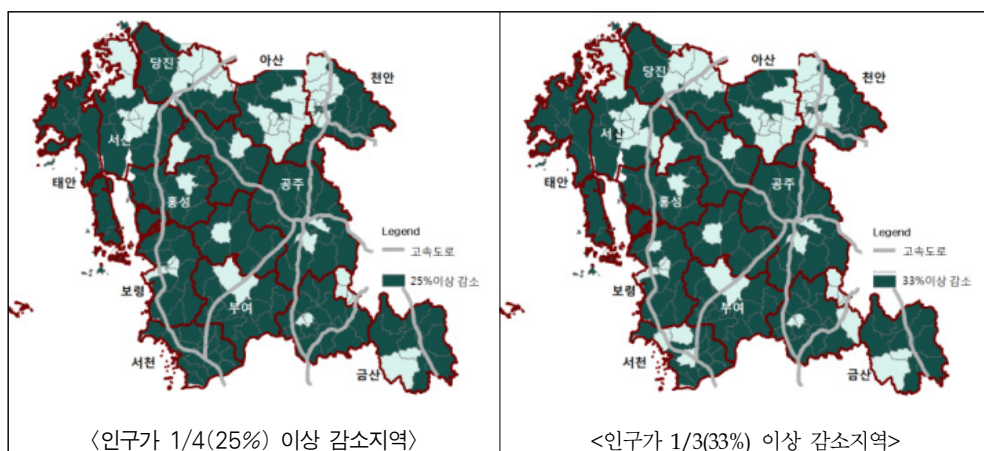 당진
아산
천안
서산
태안
홍성
공주
Legend
고속도로
25%이상 감소
보령
부여
서천
금산
〈인구가 1/4(25%) 이상 감소지역〉
당진
아산
천안
서산
태안
홍성
공주
Legend
고속도로
33%이상 감소
보령
부여
서천
금산
<인구가 1/3(33%) 이상 감소지역>